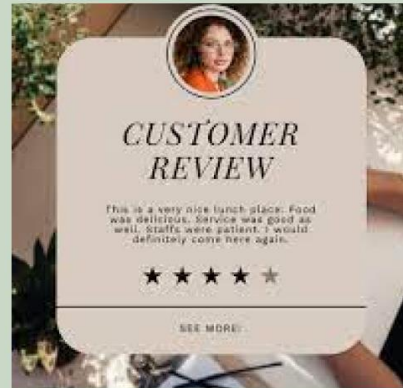 CUSTOMER
REVIEW
This is a very nice lunch place. Food
was delicious. Service was good as
well. Staffs were patient. I would
definitely come here again.
SEE MORE!